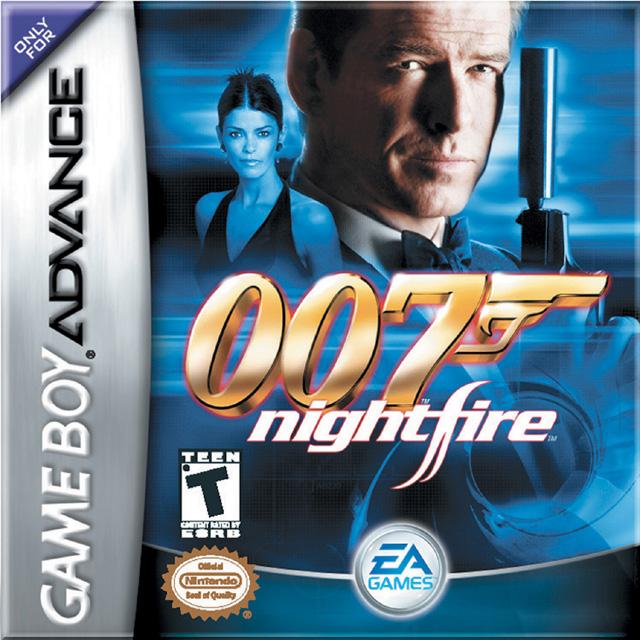 ONLY
FOR
GAME BOY ADVANCE
007
nightfire
TEEN
T
CONTENT RATED BY
ESRB
Official
Nintendo
Seal of Quality
EA
GAMES